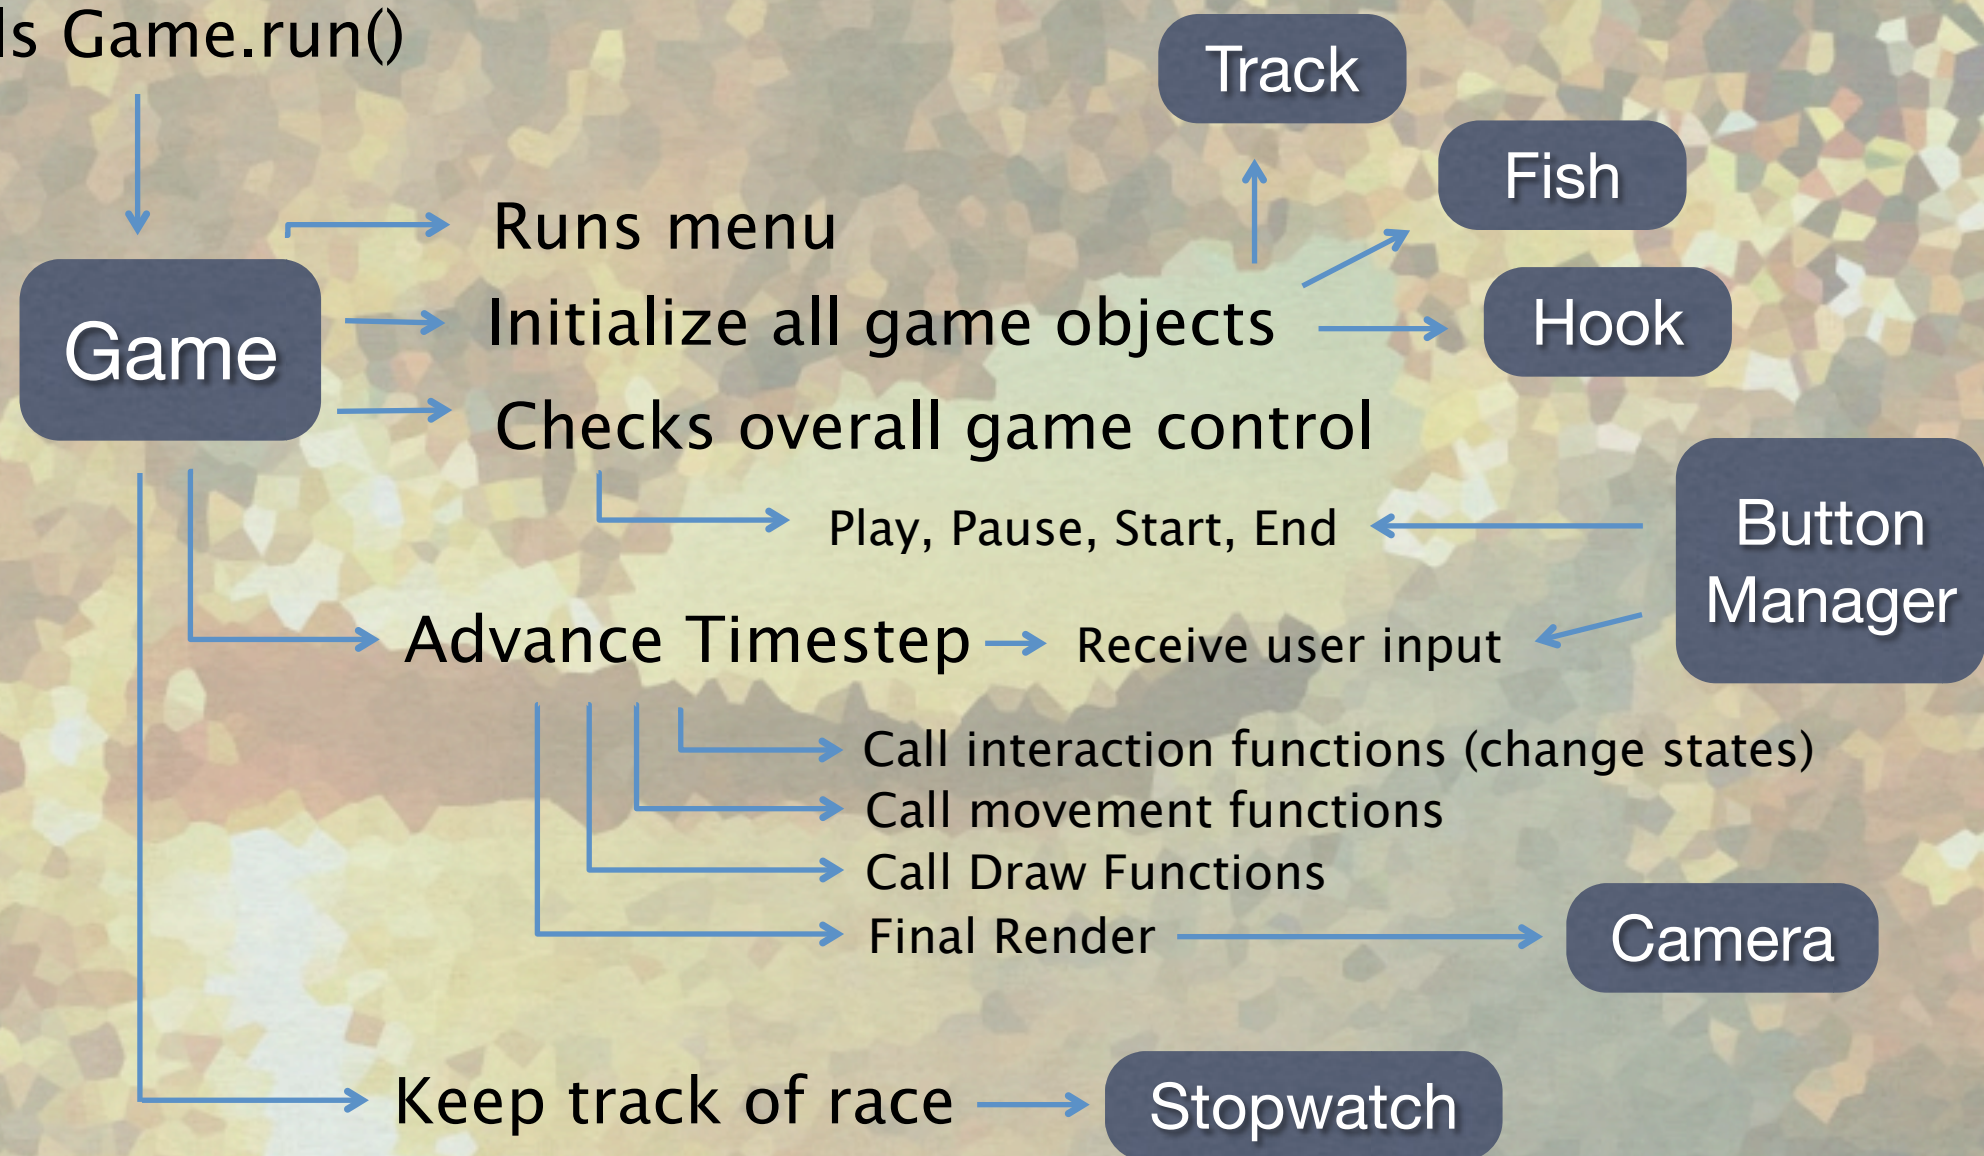 Game.run()
Track
Fish
Runs menu
Initialize all game objects
Hook
Game
Checks overall game control
Play, Pause, Start, End
Button
Manager
Advance Timestep
Receive user input
Call interaction functions (change states)
Call movement functions
Call Draw Functions
Final Render
Camera
Keep track of race
Stopwatch